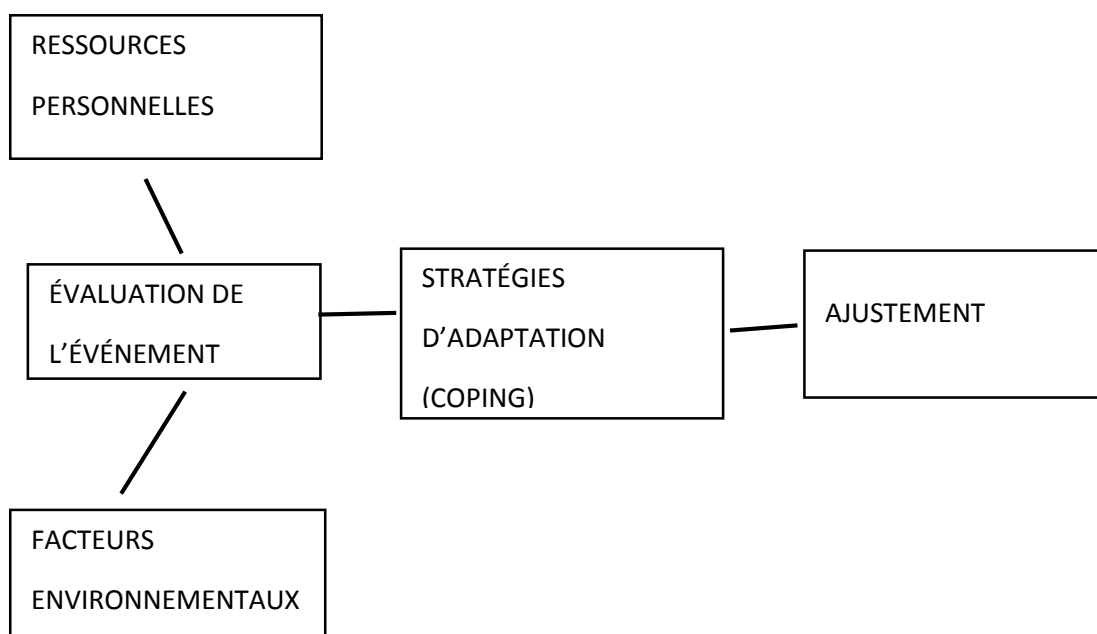 RESSOURCES
PERSONNELLES
ÉVALUATION DE
L’ÉVÉNEMENT
STRATÉGIES
D’ADAPTATION
(COPING)
AJUSTEMENT
FACTEURS
ENVIRONNEMENTAUX